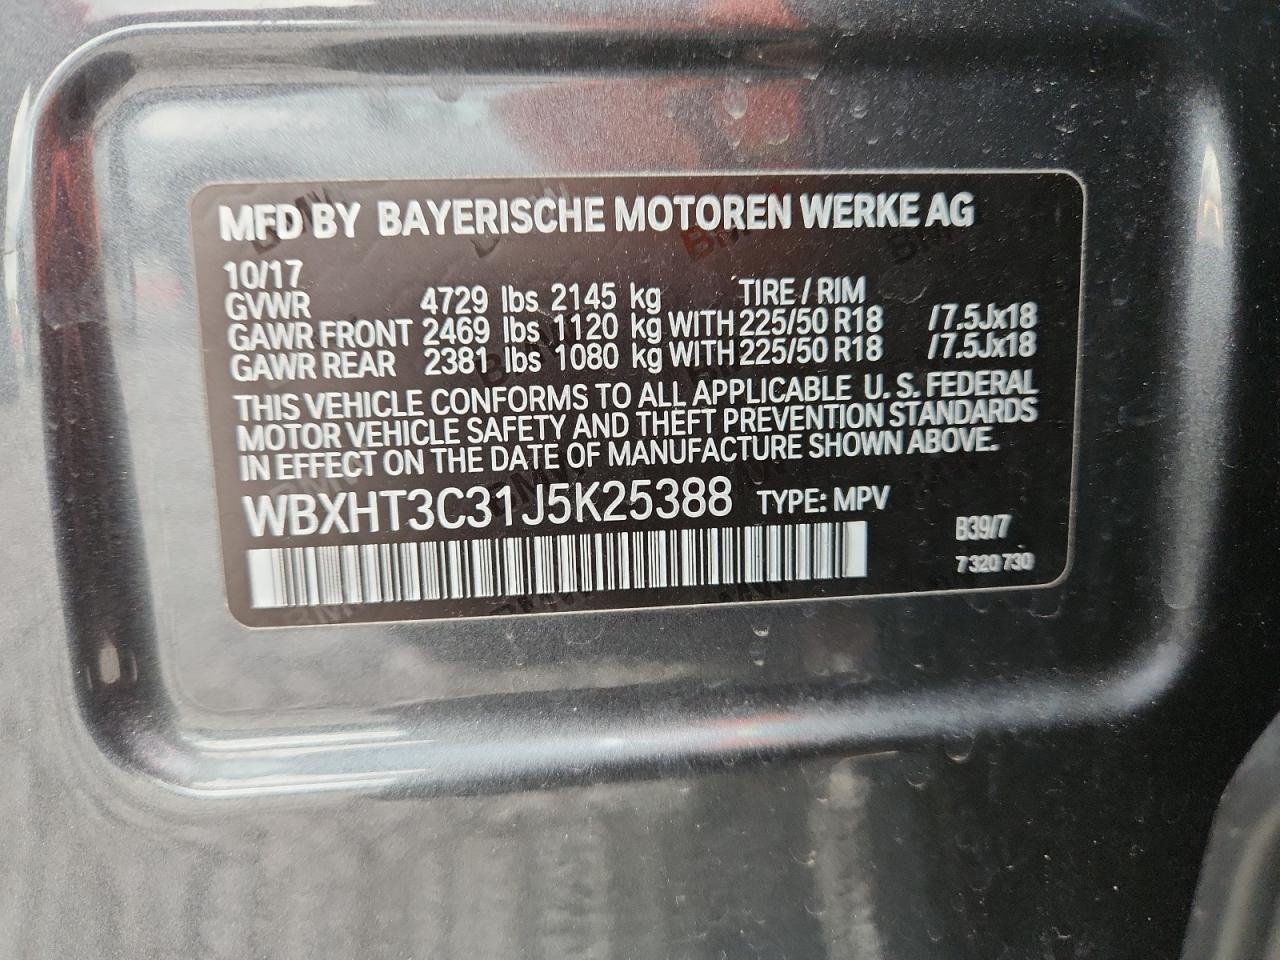 MFD BY BAYERISCHE MOTOREN WERKE AG
10/17
GVWR 4729 lbs 2145 kg TIRE / RIM
GAWR FRONT 2469 lbs 1120 kg WITH 225/50 R18 /7.5Jx18
GAWR REAR 2381 lbs 1080 kg WITH 225/50 R18 /7.5Jx18
THIS VEHICLE CONFORMS TO ALL APPLICABLE U. S. FEDERAL
MOTOR VEHICLE SAFETY AND THEFT PREVENTION STANDARDS
IN EFFECT ON THE DATE OF MANUFACTURE SHOWN ABOVE.
WBXHT3C31J5K25388 TYPE: MPV
B39/7
7 320 730